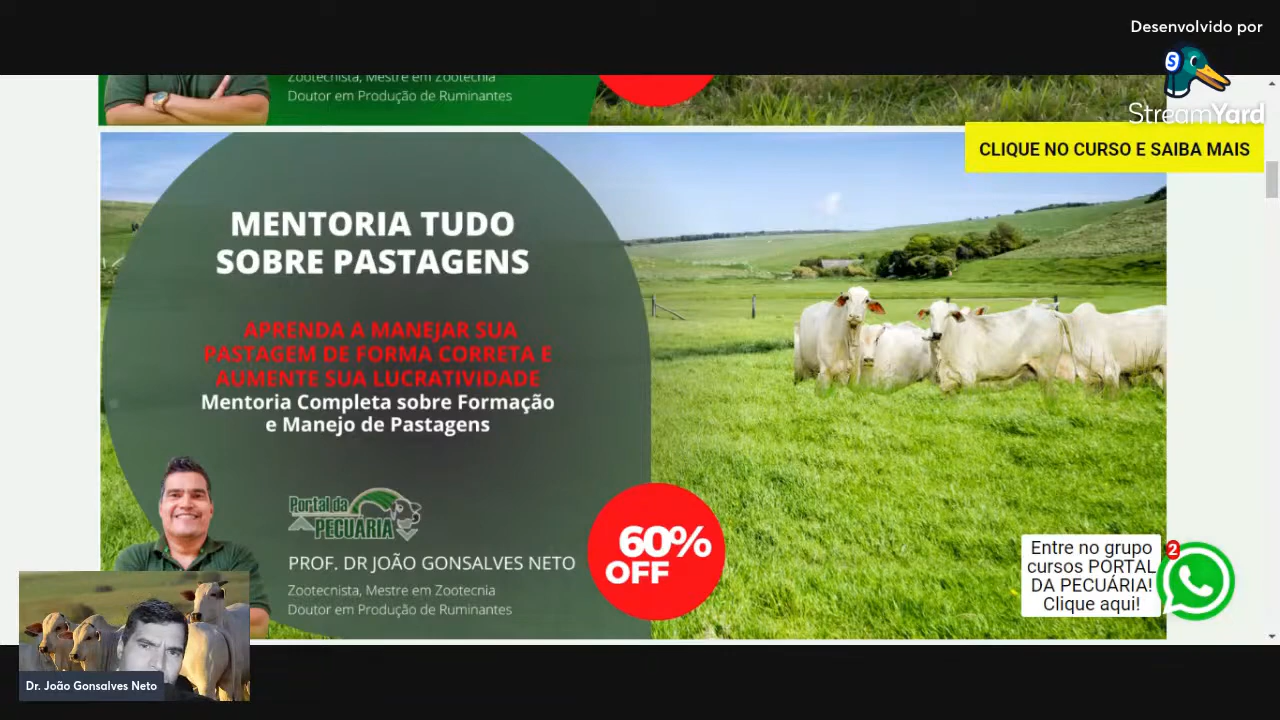 Desenvolvido por
StreamYard
Zootecnista, Mestre em Zootecnia
Doutor em Produção de Ruminantes
CLIQUE NO CURSO E SAIBA MAIS
MENTORIA TUDO
SOBRE PASTAGENS
APRENDA A MANEJAR SUA
PASTAGEM DE FORMA CORRETA E
AUMENTE SUA LUCRATIVIDADE
Mentoria Completa sobre Formação
e Manejo de Pastagens
Portal da
PECUÁRIA
PROF. DR JOÃO GONSALVES NETO
Zootecnista, Mestre em Zootecnia
Doutor em Produção de Ruminantes
60%
OFF
Entre no grupo
cursos PORTAL
DA PECUÁRIA!
Clique aqui!
2
Dr. João Gonsalves Neto